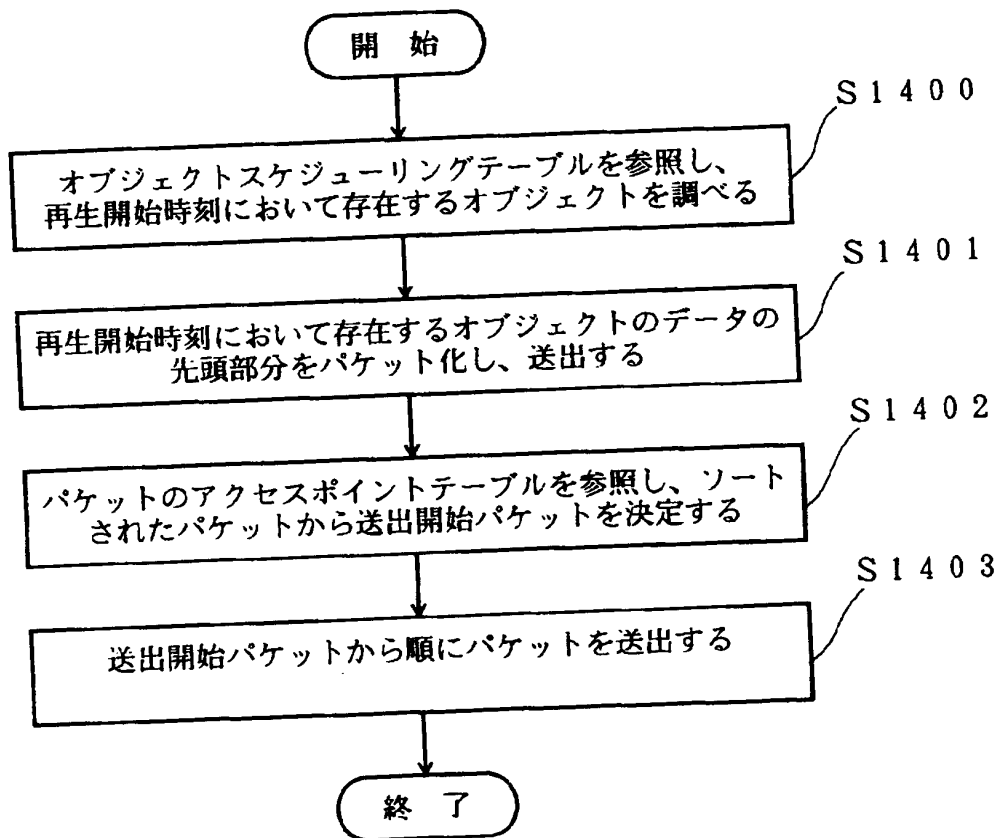 開 始
S1400
オブジェクトスケジューリングテーブルを参照し、
再生開始時刻において存在するオブジェクトを調べる
S1401
再生開始時刻において存在するオブジェクトのデータの
先頭部分をパケット化し、送出する
S1402
パケットのアクセスポイントテーブルを参照し、ソート
されたパケットから送出開始パケットを決定する
S1403
送出開始パケットから順にパケットを送出する
終 了